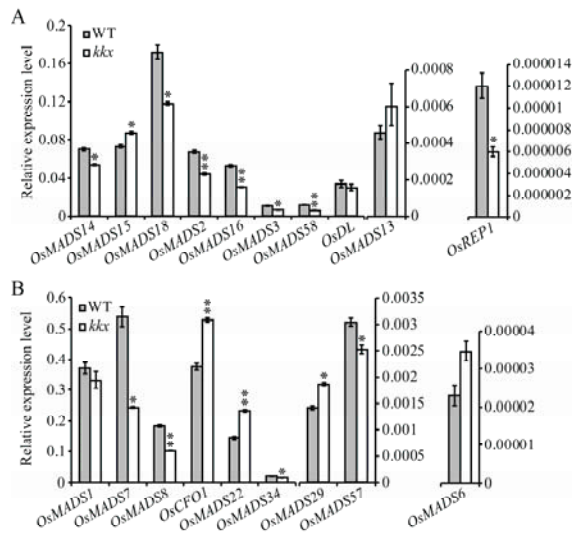 A
Relative expression level
0.2
0.16
0.12
0.08
0.04
0
WT
kkx
*
*
*
**
**
*
**
*
0.0008
0.0006
0.0004
0.0002
0
0.000014
0.000012
0.00001
0.000008
0.000006
0.000004
0.000002
0
OsMADS14
OsMADS15
OsMADS18
OsMADS2
OsMADS16
OsMADS3
OsMADS58
OsDL
OsMADS13
OsREP1
B
Relative expression level
0.6
0.5
0.4
0.3
0.2
0.1
0
WT
kkx
*
**
**
**
*
*
*
0.0035
0.003
0.0025
0.002
0.0015
0.001
0.0005
0
0.00004
0.00003
0.00002
0.00001
0
OsMADS1
OsMADS7
OsMADS8
OsCFO1
OsMADS22
OsMADS34
OsMADS29
OsMADS57
OsMADS6